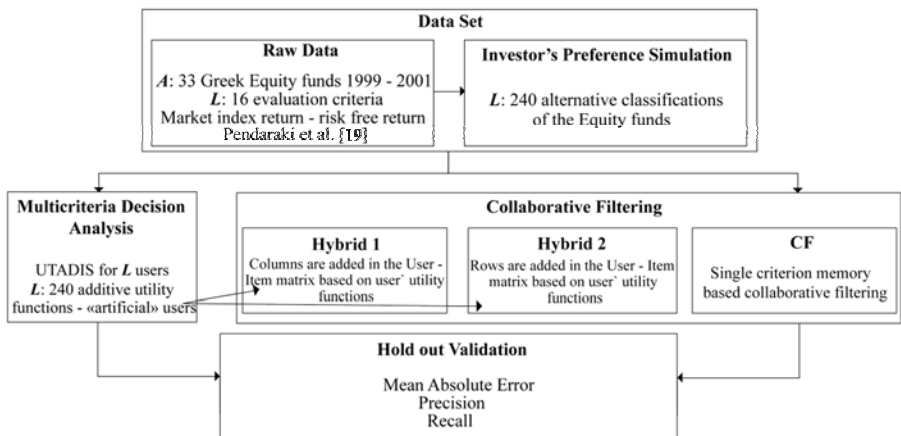 Data Set
Raw Data
A: 33 Greek Equity funds 1999 - 2001
L: 16 evaluation criteria
Market index return - risk free return
Pendaraki et al. [19]
Investor's Preference Simulation
L: 240 alternative classifications
of the Equity funds
Multicriteria Decision
Analysis
UTADIS for L users
L: 240 additive utility
functions - «artificial» users
Collaborative Filtering
Hybrid 1
Columns are added in the User -
Item matrix based on user` utility
functions
Hybrid 2
Rows are added in the User - Item
matrix based on user` utility
functions
CF
Single criterion memory
based collaborative filtering
Hold out Validation
Mean Absolute Error
Precision
Recall